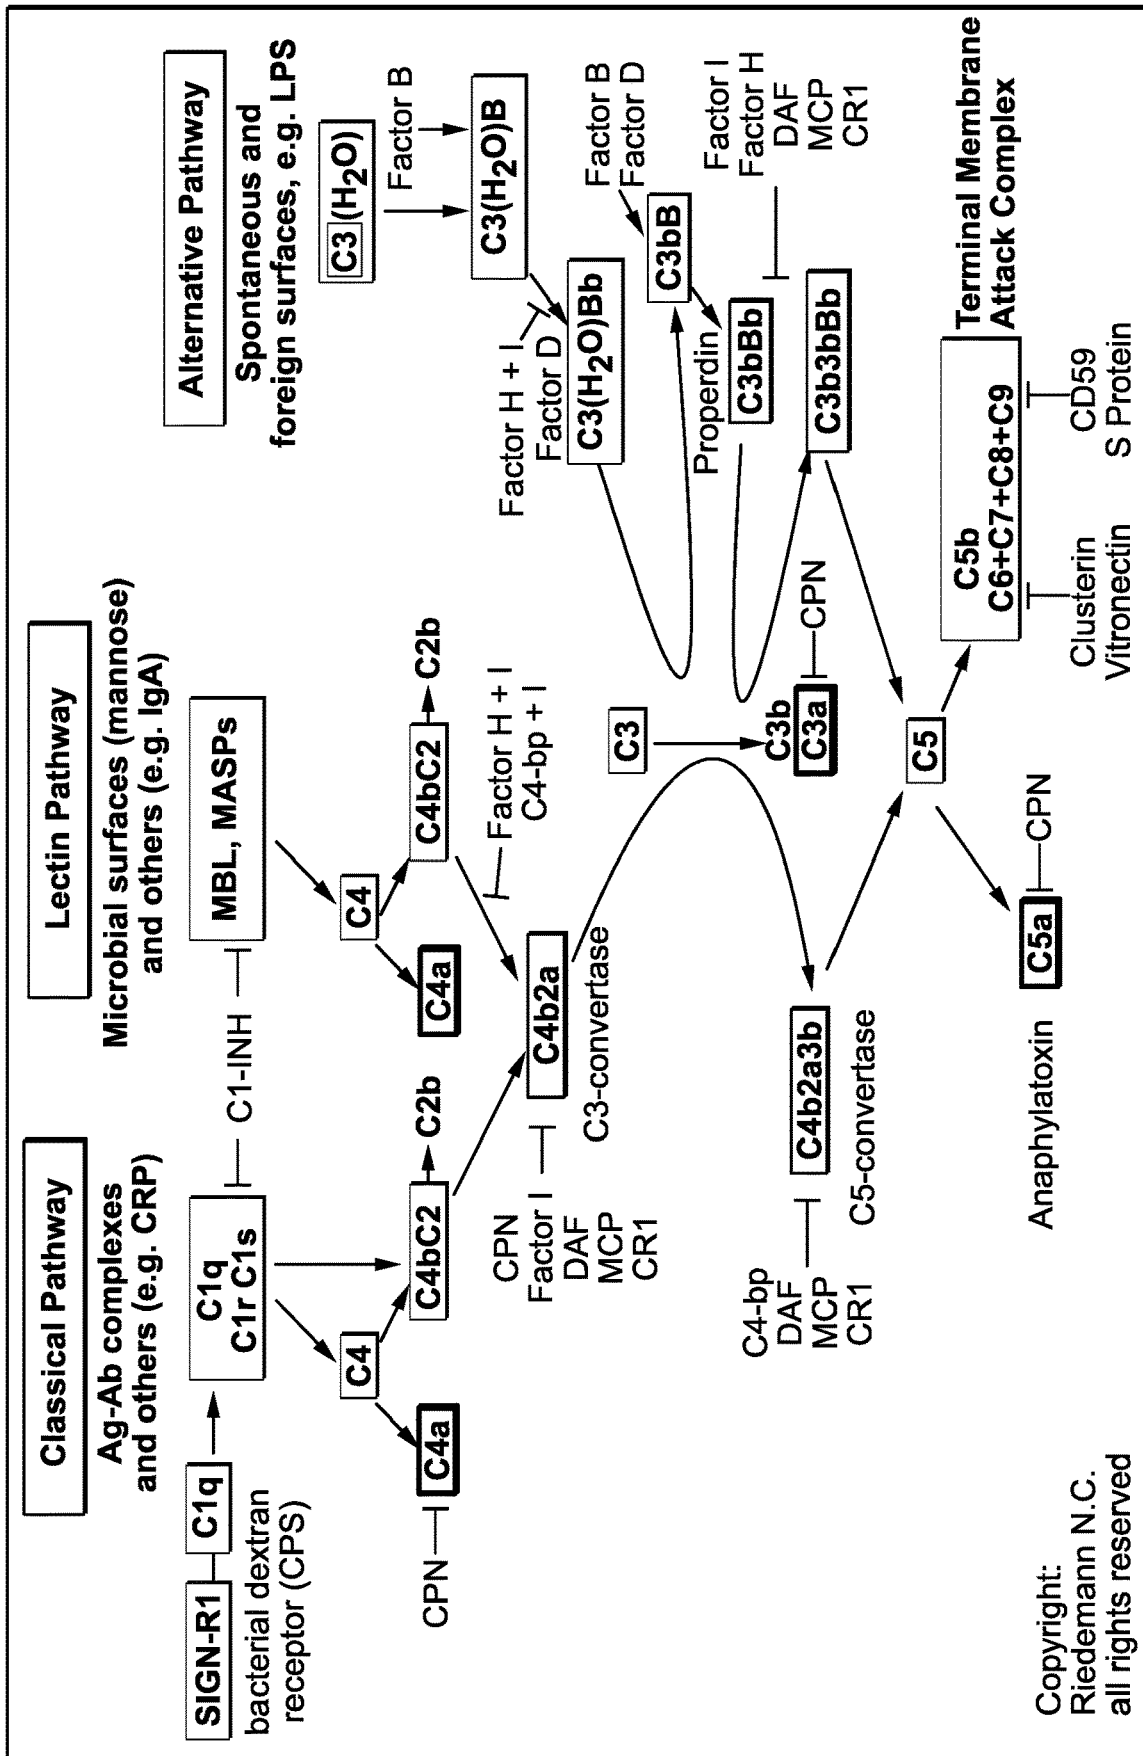 Classical Pathway
Ag-Ab complexes
and others (e.g. CRP)
SIGN-R1
C1q
bacterial dextran
receptor (CPS)
C1q
C1r C1s
C1-INH
C4
C4a
CPN
C4bC2
C2b
Lectin Pathway
Microbial surfaces (mannose)
and others (e.g. IgA)
MBL, MASPs
C4
C4a
C4bC2
C2b
Factor H + I
C4-bp + I
C4b2a
C3-convertase
CPN
Factor I
DAF
MCP
CR1
Alternative Pathway
Spontaneous and
foreign surfaces, e.g. LPS
C3(H₂O)
Factor B
C3(H₂O)B
Factor H + I
Factor D
C3(H₂O)Bb
Factor B
Factor D
C3bB
Properdin
C3bBb
Factor I
Factor H
DAF
MCP
CR1
C3b3bBb
C3
C3b
C3a
CPN
C4b2a3b
C5-convertase
C4-bp
DAF
MCP
CR1
C5
C5a
CPN
Anaphylatoxin
Terminal Membrane
Attack Complex
C5b
C6+C7+C8+C9
Clusterin
Vitronectin
CD59
S Protein
Copyright:
Riedemann N.C.
all rights reserved